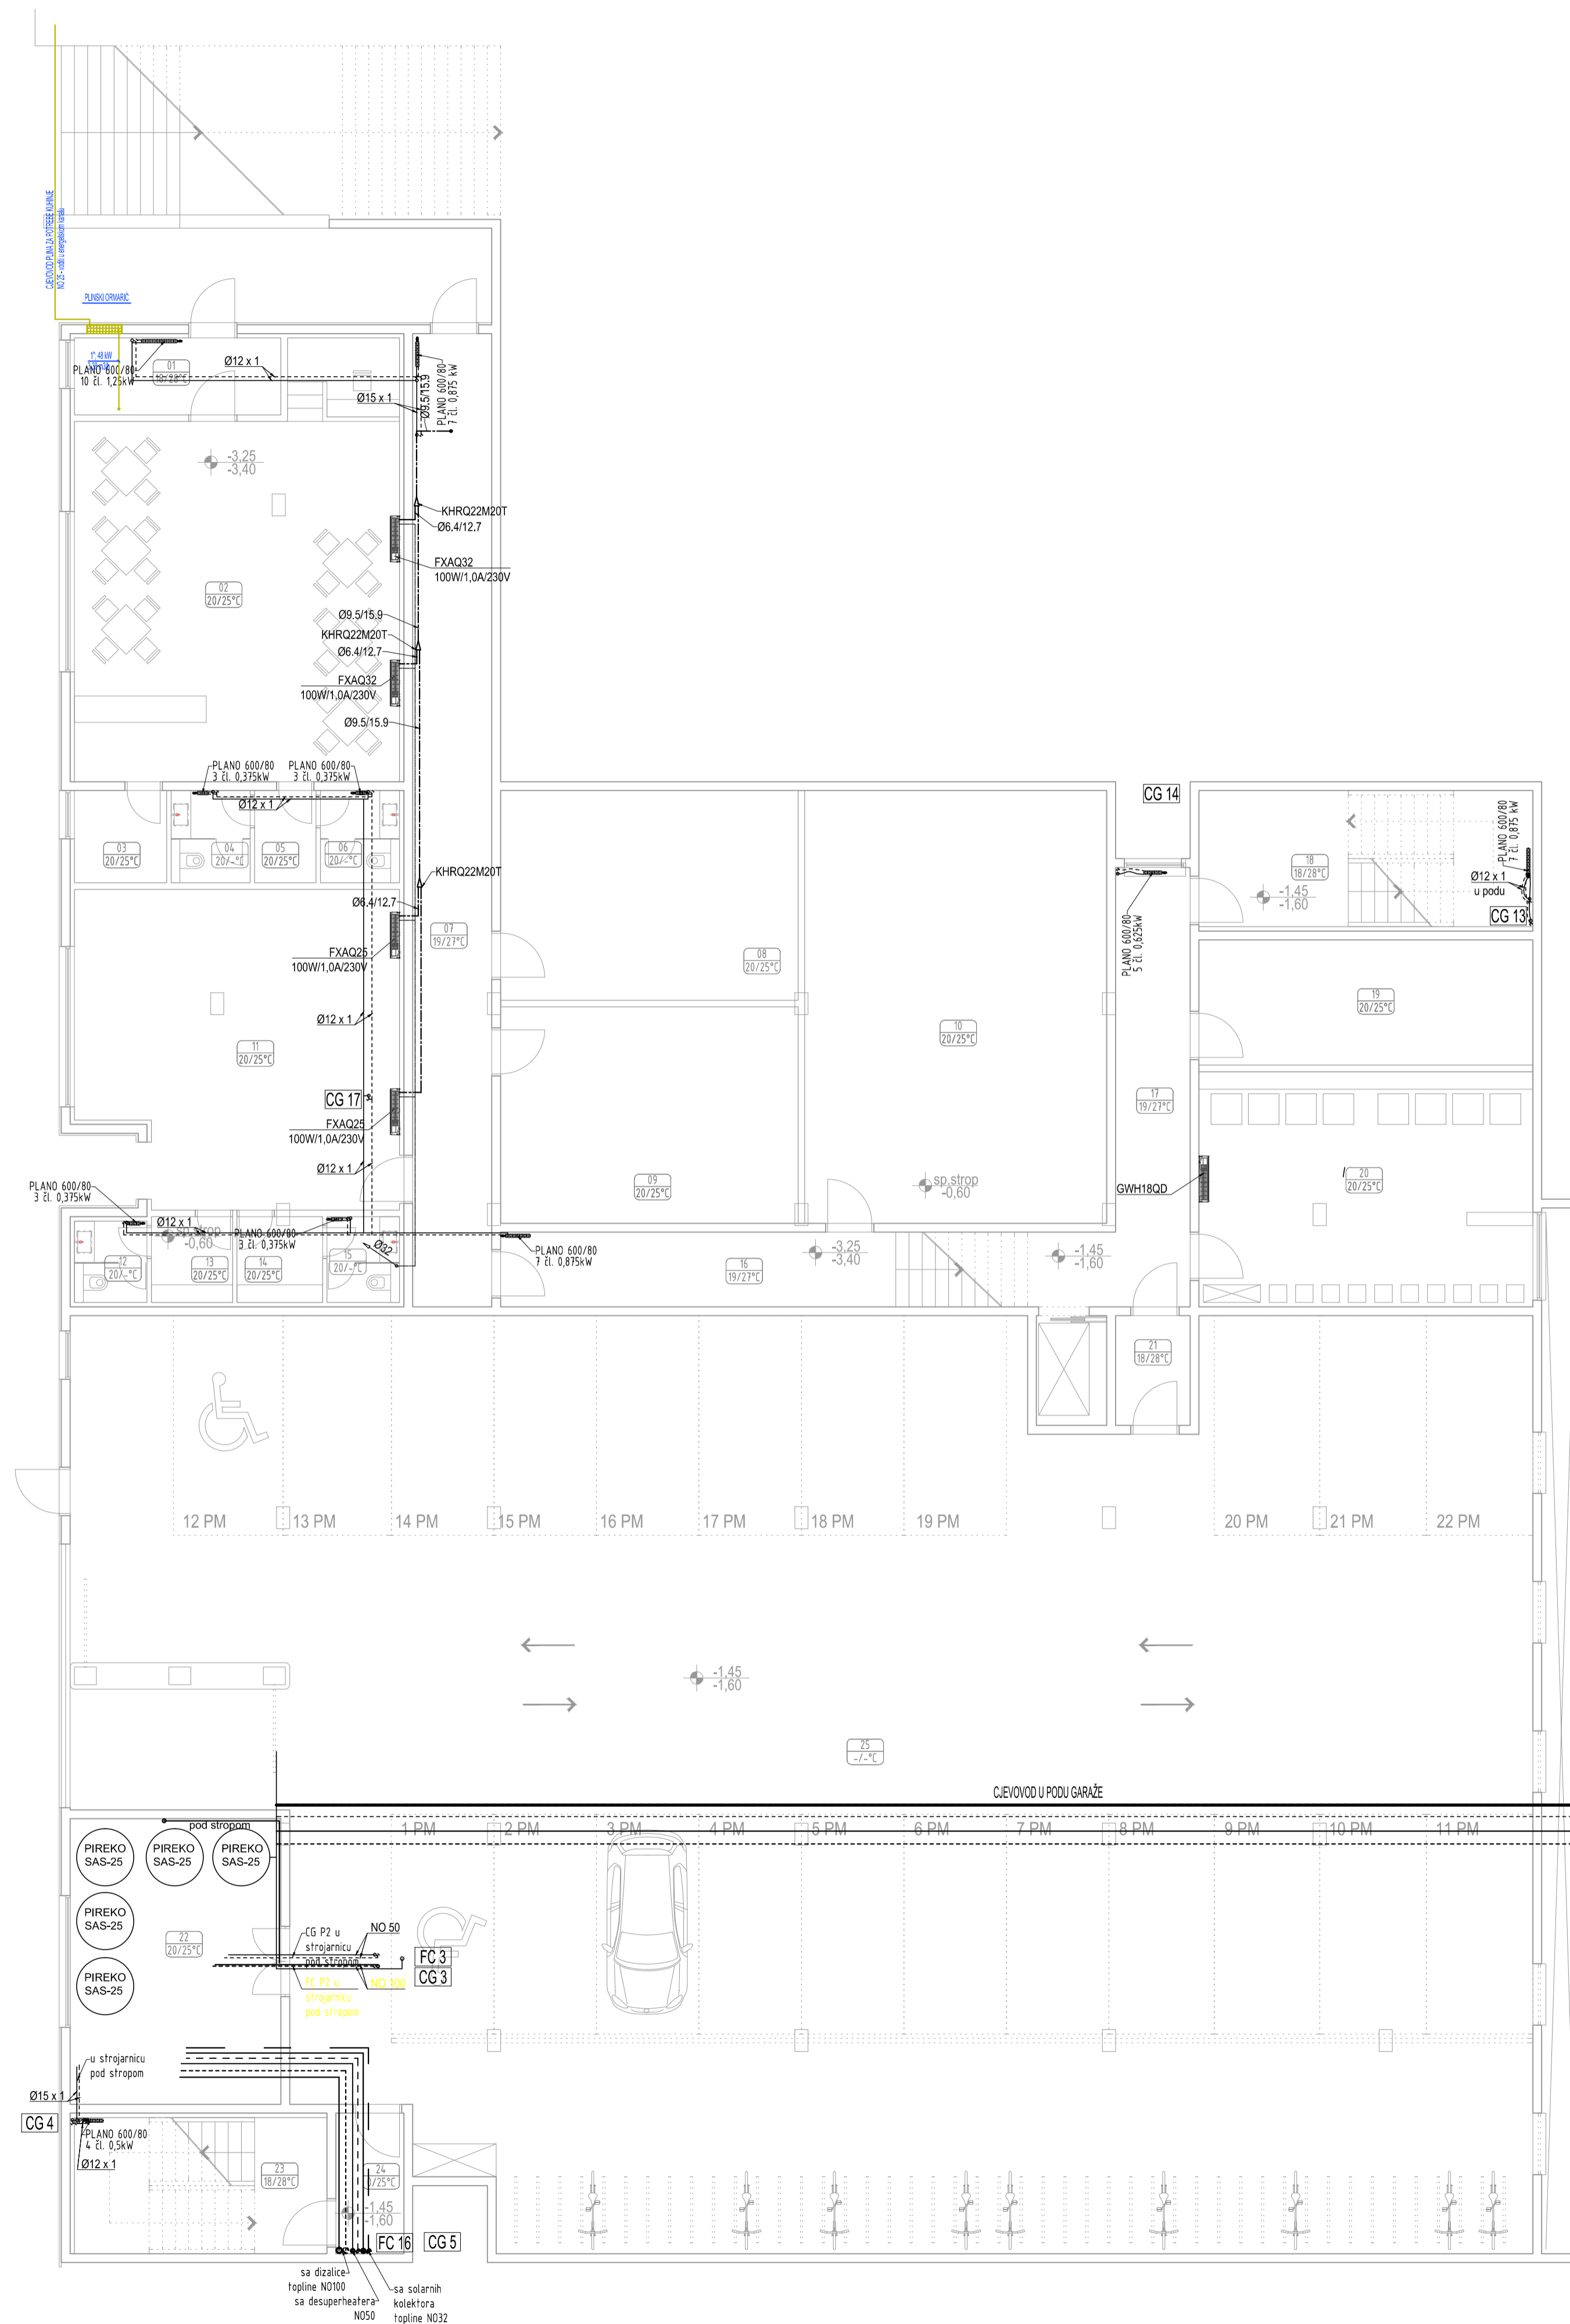 CJEVOVOD PLINA ZA POTREBE KUHINJE
NO 25 - voditi u energetskom kanalu
PLINSKI ORMARIĆ
1", 48 kW
PLANO 600/80
10 čl. 1,25kW
01
18/28°C
Ø12 x 1
Ø15 x 1
Ø9.5/15.9
PLANO 600/80
7 čl. 0,875 kW
-3,25
-3,40
KHRQ22M20T
Ø6.4/12.7
FXAQ32
100W/1,0A/230V
02
20/25°C
Ø9.5/15.9
KHRQ22M20T
Ø6.4/12.7
FXAQ32
100W/1,0A/230V
Ø9.5/15.9
PLANO 600/80
3 čl. 0,375kW
PLANO 600/80
3 čl. 0,375kW
Ø12 x 1
CG 14
03
20/25°C
04
20/-°C
05
20/25°C
06
20/-°C
KHRQ22M20T
Ø6.4/12.7
07
19/27°C
FXAQ25
100W/1,0A/230V
08
20/25°C
PLANO 600/80
5 čl. 0,625kW
18
18/28°C
-1,45
-1,60
PLANO 600/80
7 čl. 0,875 kW
Ø12 x 1
u podu
CG 13
19
20/25°C
Ø12 x 1
10
20/25°C
11
20/25°C
CG 17
17
19/27°C
FXAQ25
100W/1,0A/230V
Ø12 x 1
09
20/25°C
sp.strop
-0,60
GWH18QD
20
20/25°C
PLANO 600/80
3 čl. 0,375kW
Ø12 x 1
sp.strop
-0,60
PLANO 600/80
3 čl. 0,375kW
Ø32
PLANO 600/80
7 čl. 0,875kW
12
20/-°C
13
20/25°C
14
20/25°C
15
20/-°C
16
19/27°C
-3,25
-3,40
-1,45
-1,60
21
18/28°C
12 PM
13 PM
14 PM
15 PM
16 PM
17 PM
18 PM
19 PM
20 PM
21 PM
22 PM
-1,45
-1,60
25
-/-°C
CJEVOVOD U PODU GARAŽE
pod stropom
1 PM
2 PM
3 PM
4 PM
5 PM
6 PM
7 PM
8 PM
9 PM
10 PM
11 PM
PIREKO
SAS-25
PIREKO
SAS-25
PIREKO
SAS-25
PIREKO
SAS-25
PIREKO
SAS-25
22
20/25°C
CG P2 u
strojarnicu
pod stropom
NO 50
FC 3
CG 3
FC P2 u
strojarnicu
pod stropom
NO 100
u strojarnicu
pod stropom
Ø15 x 1
CG 4
PLANO 600/80
4 čl. 0,5kW
Ø12 x 1
23
18/28°C
24
-1,45
-1,60
FC 16
CG 5
sa dizalice
topline NO100
sa desuperheatera
NO50
sa solarnih
kolektora
topline NO32